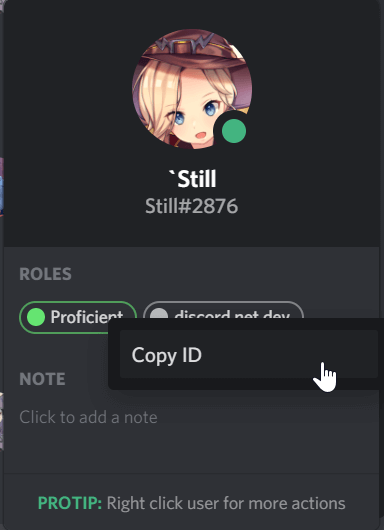 `Still
Still#2876
ROLES
Proficient discord net dev
Copy ID
NOTE
Click to add a note
PROTIP: Right click user for more actions